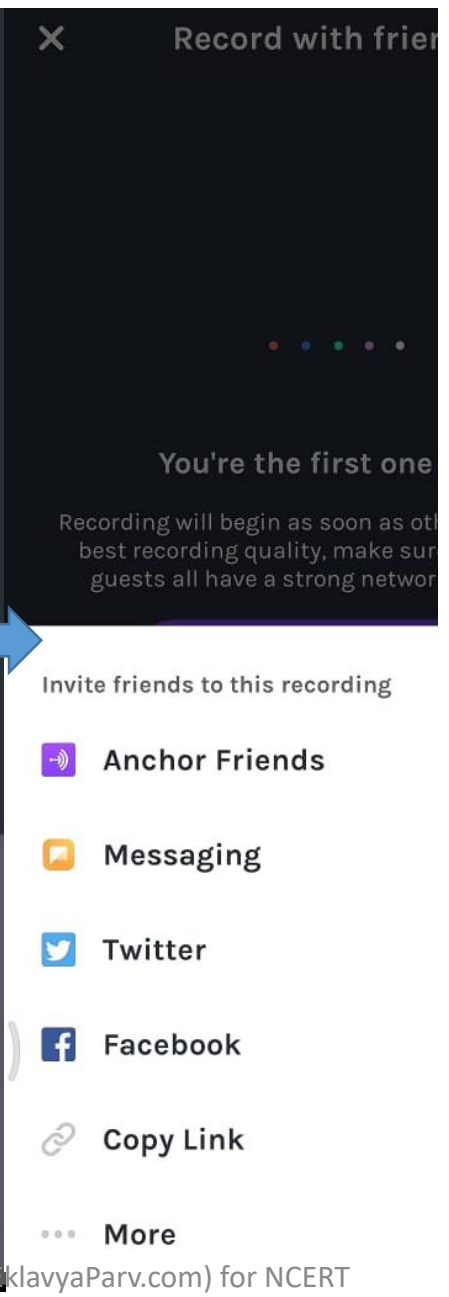 Record with frien
You're the first one
Recording will begin as soon as oth
best recording quality, make sure
guests all have a strong networ
Invite friends to this recording
Anchor Friends
Messaging
Twitter
Facebook
Copy Link
More
klavyaParv.com) for NCERT